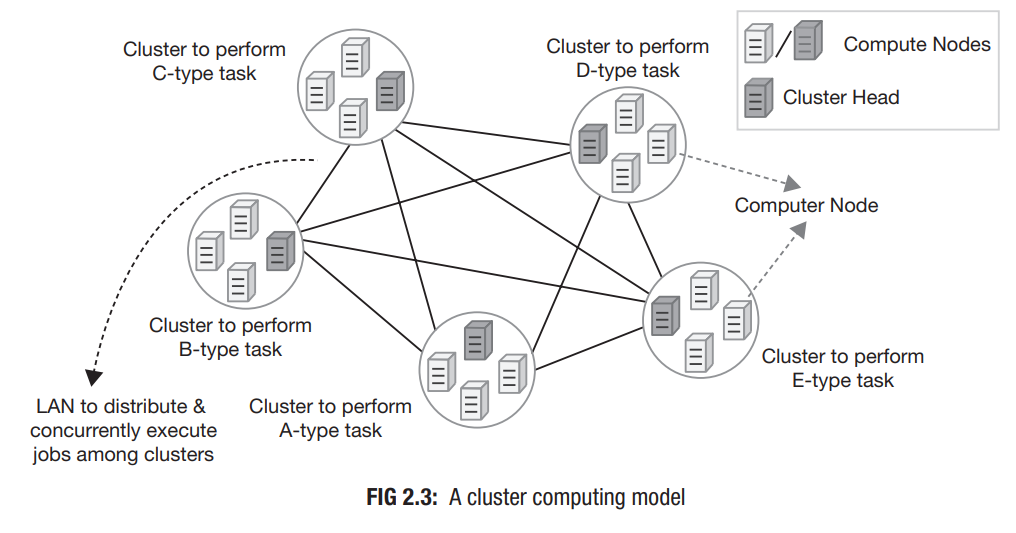 Cluster to perform
C-type task
Cluster to perform
D-type task
Compute Nodes
Cluster Head
Computer Node
Cluster to perform
B-type task
Cluster to perform
E-type task
LAN to distribute &
concurrently execute
jobs among clusters
Cluster to perform
A-type task
FIG 2.3: A cluster computing model